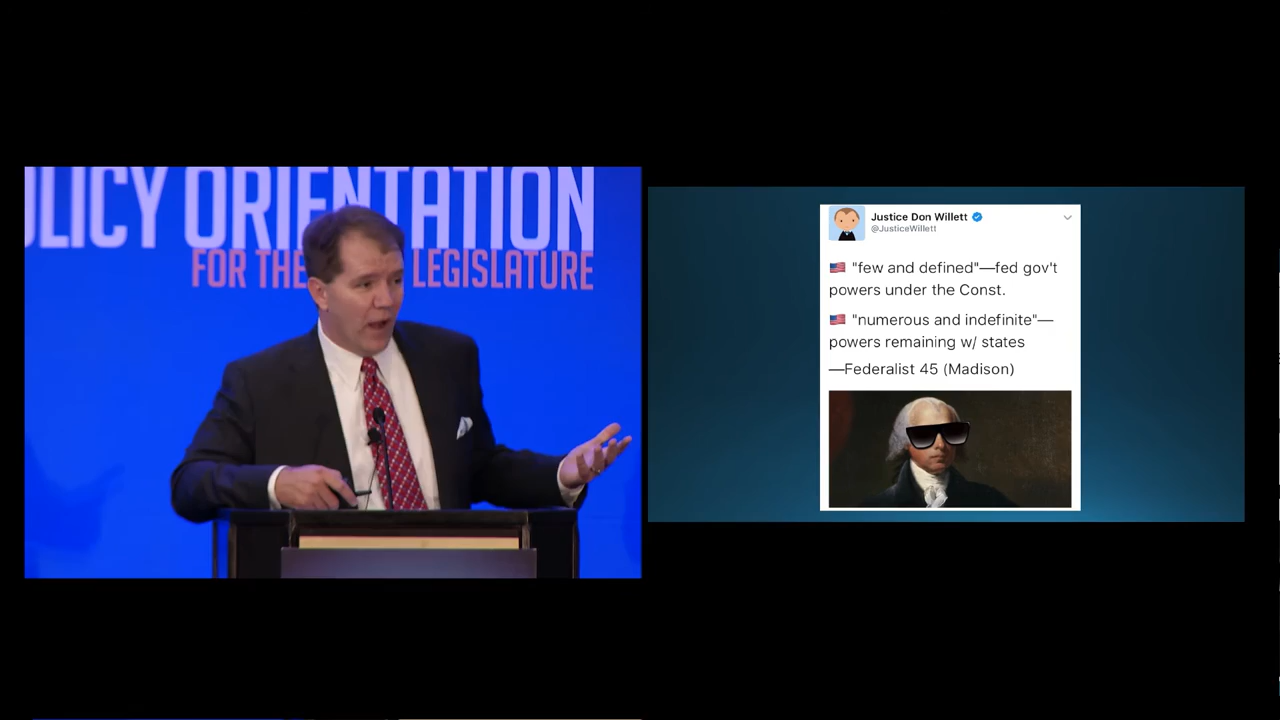 OLICY ORIENTATION
FOR THE LEGISLATURE
Justice Don Willett
@JusticeWillett
"few and defined"—fed gov't
powers under the Const.
"numerous and indefinite"—
powers remaining w/ states
—Federalist 45 (Madison)